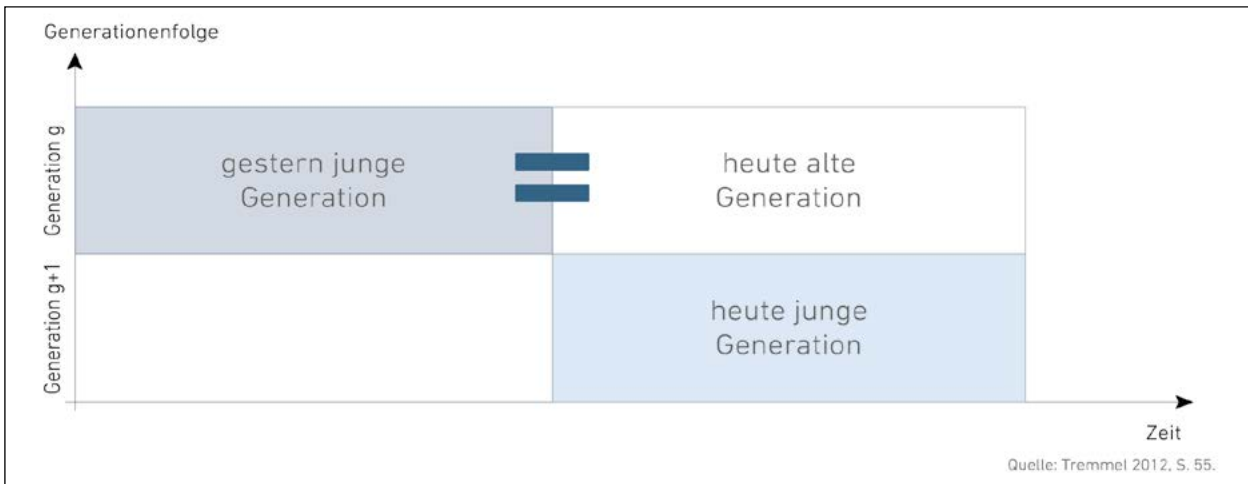 Generationenfolge
Generation g
gestern junge
Generation
heute alte
Generation
Generation g+1
heute junge
Generation
Zeit
Quelle: Tremmel 2012, S. 55.